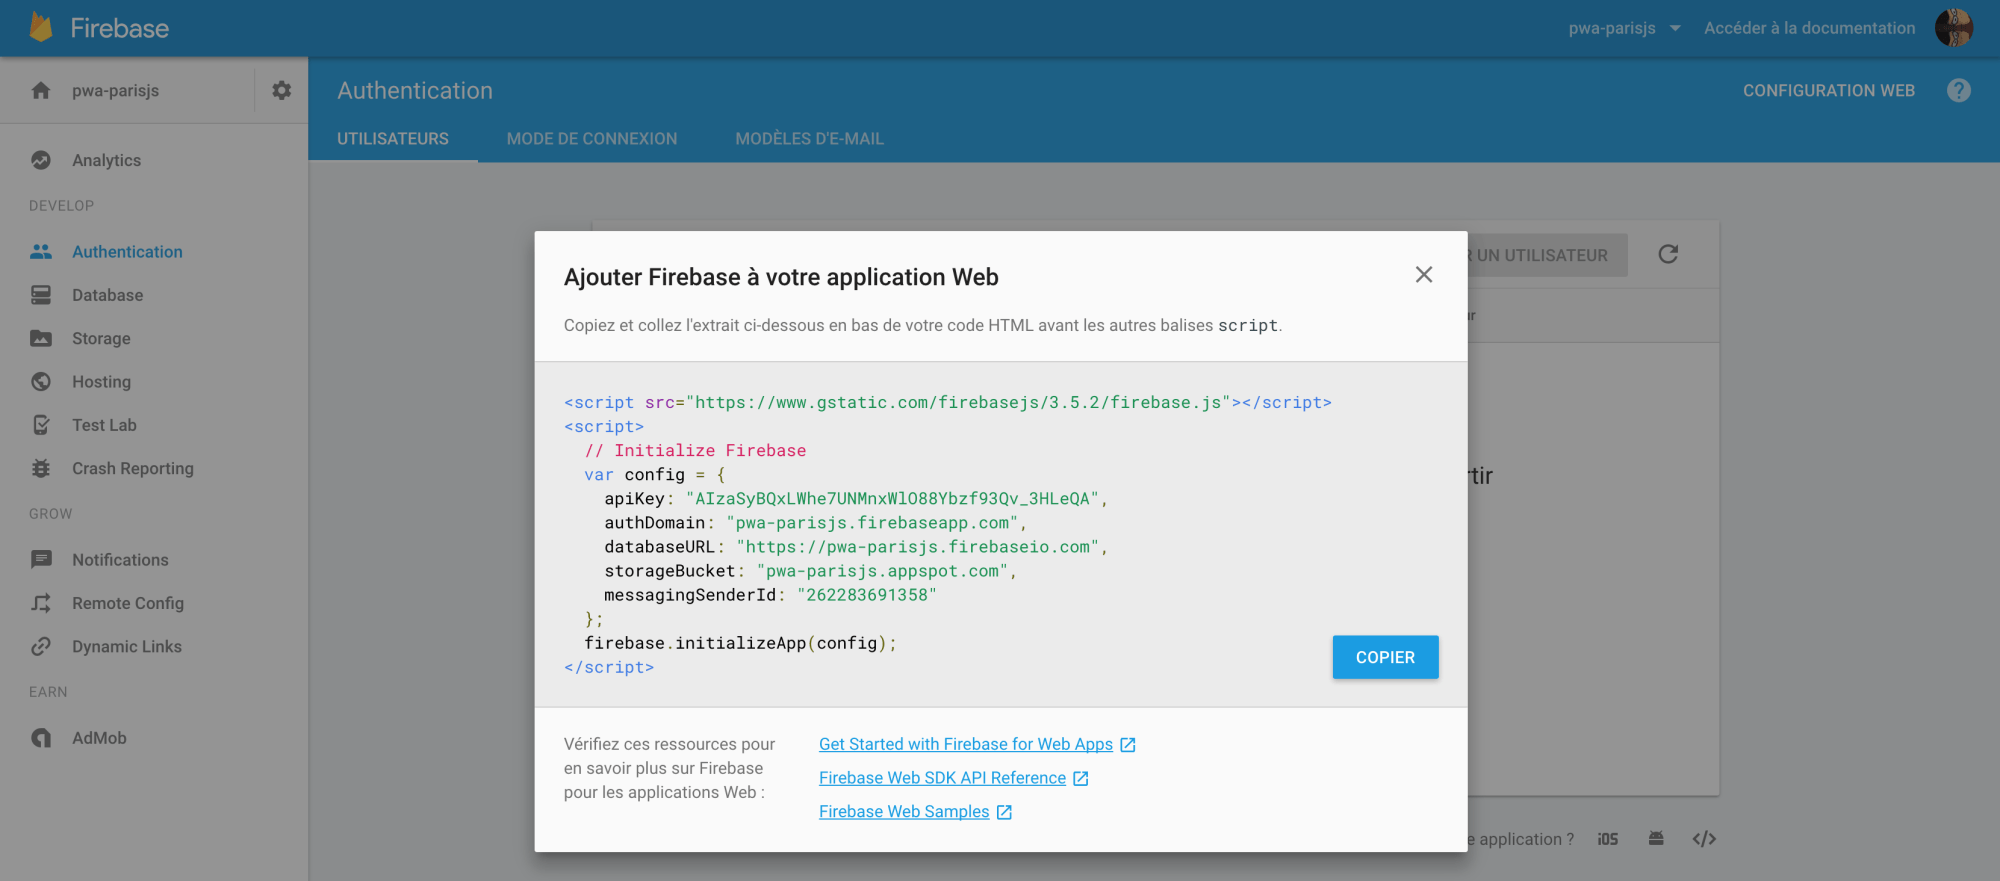 Firebase
pwa-parisjs
Accéder à la documentation
pwa-parisjs
Authentication
CONFIGURATION WEB
?
UTILISATEURS
MODE DE CONNEXION
MODÈLES D'E-MAIL
Analytics
DEVELOP
Authentication
Database
Storage
Hosting
Test Lab
Crash Reporting
GROW
Notifications
Remote Config
Dynamic Links
EARN
AdMob
R UN UTILISATEUR
ur
rtir
Ajouter Firebase à votre application Web
Copiez et collez l'extrait ci-dessous en bas de votre code HTML avant les autres balises script.
<script src="https://www.gstatic.com/firebasejs/3.5.2/firebase.js"></script>
<script>
// Initialize Firebase
var config = {
apiKey: "AIzaSyBQxLWhe7UNMnxWlO88Ybzf93Qv_3HLeQA",
authDomain: "pwa-parisjs.firebaseapp.com",
databaseURL: "https://pwa-parisjs.firebaseio.com",
storageBucket: "pwa-parisjs.appspot.com",
messagingSenderId: "262283691358"
};
firebase.initializeApp(config);
</script>
COPIER
Vérifiez ces ressources pour
en savoir plus sur Firebase
pour les applications Web :
Get Started with Firebase for Web Apps
Firebase Web SDK API Reference
Firebase Web Samples
e application ?
iOS
</>